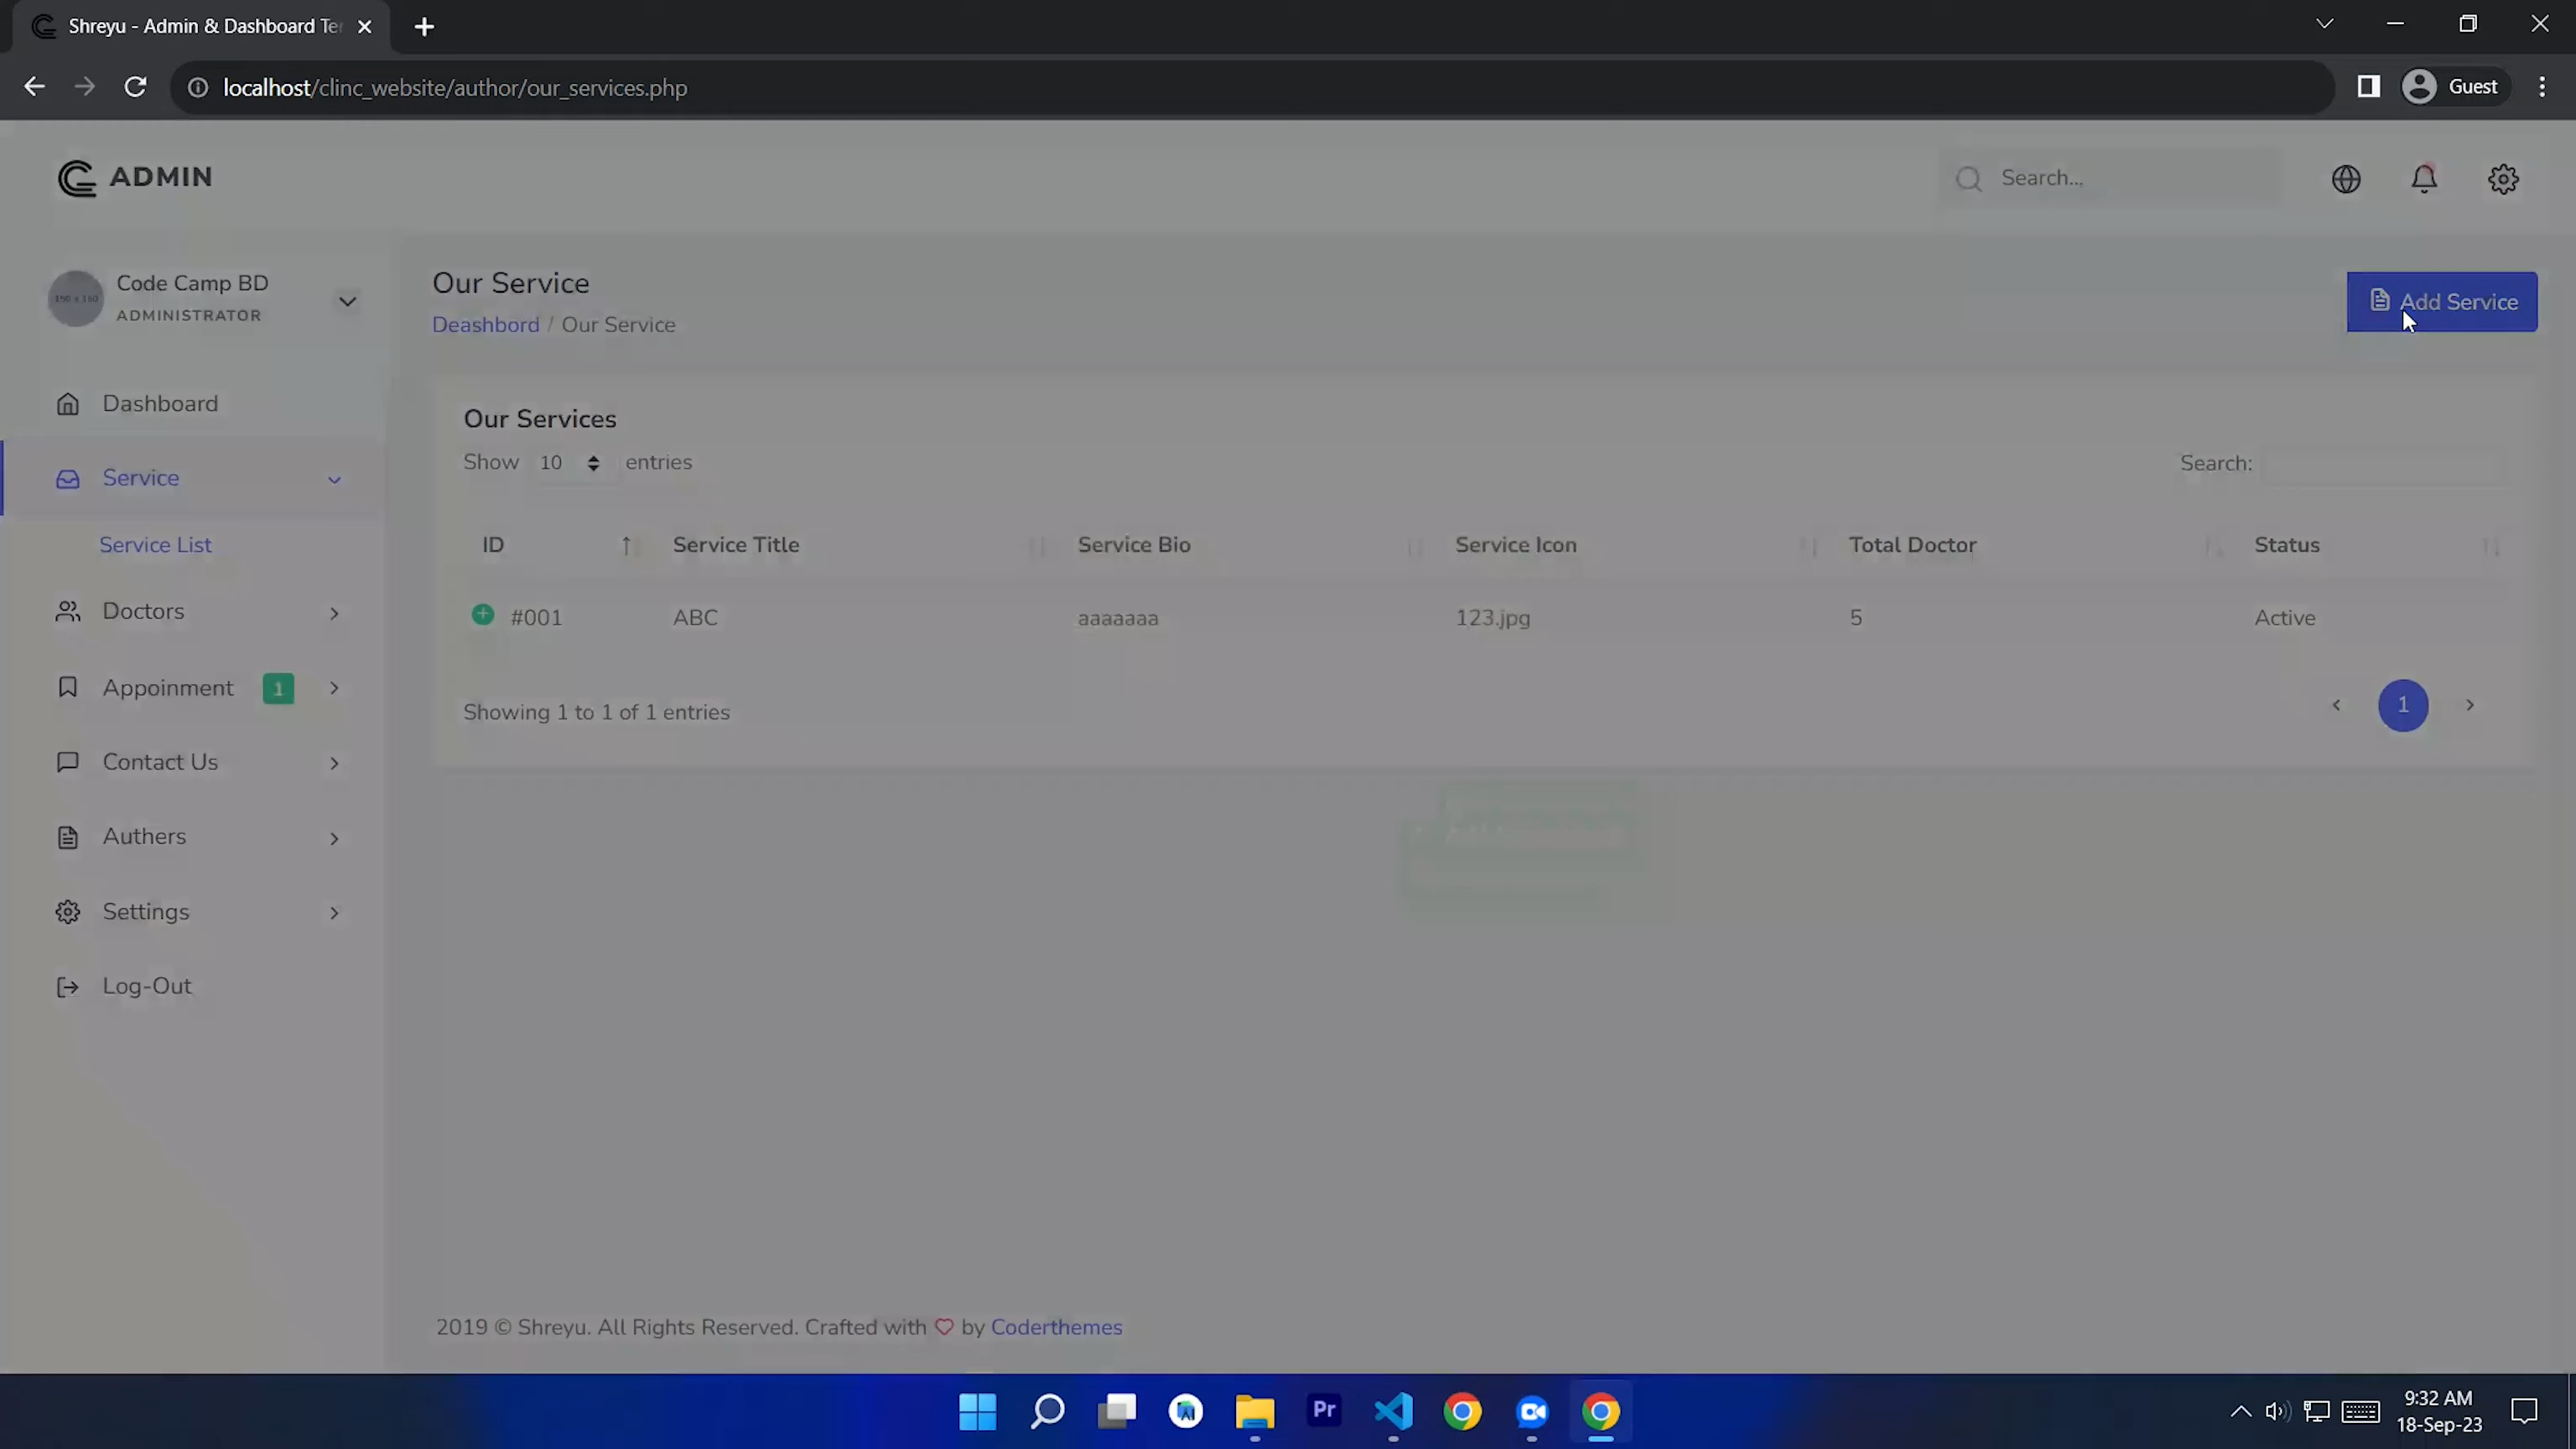 Shreyu - Admin & Dashboard Ter
localhost/clinc_website/author/our_services.php
Guest
ADMIN
Search...
150 x 160
Code Camp BD
ADMINISTRATOR
Our Service
Deashbord / Our Service
Add Service
Dashboard
Service
Service List
Doctors
Appoinment 1
Contact Us
Authers
Settings
Log-Out
Our Services
Show 10 entries
Search:
ID Service Title Service Bio Service Icon Total Doctor Status
#001 ABC aaaaaaa 123.jpg 5 Active
Showing 1 to 1 of 1 entries
1
2019 © Shreyu. All Rights Reserved. Crafted with by Coderthemes
Pr
9:32 AM
18-Sep-23